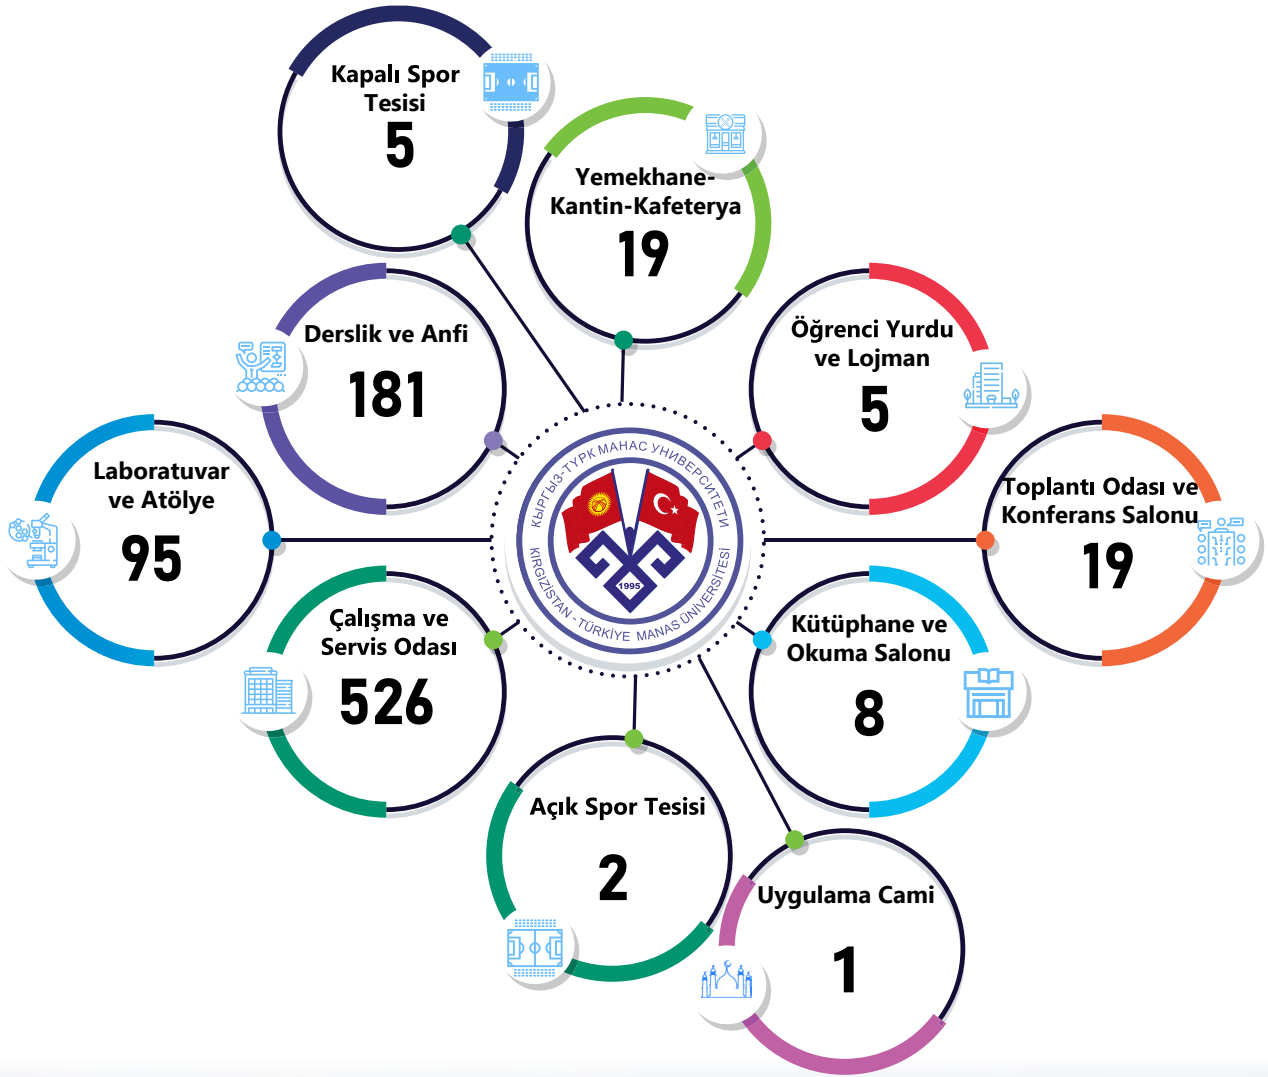 Kapalı Spor
Tesisi
5
Yemekhane-
Kantin-Kafeterya
19
Derslik ve Anfi
181
Öğrenci Yurdu
ve Lojman
5
Laboratuvar
ve Atölye
95
КЫРГЫЗ-ТҮРК МАНАС УНИВЕРСИТЕТИ
1995
KIRGIZİSTAN - TÜRKİYE MANAS ÜNİVERSİTESİ
Toplantı Odası ve
Konferans Salonu
19
Çalışma ve
Servis Odası
526
Kütüphane ve
Okuma Salonu
8
Açık Spor Tesisi
2
Uygulama Cami
1